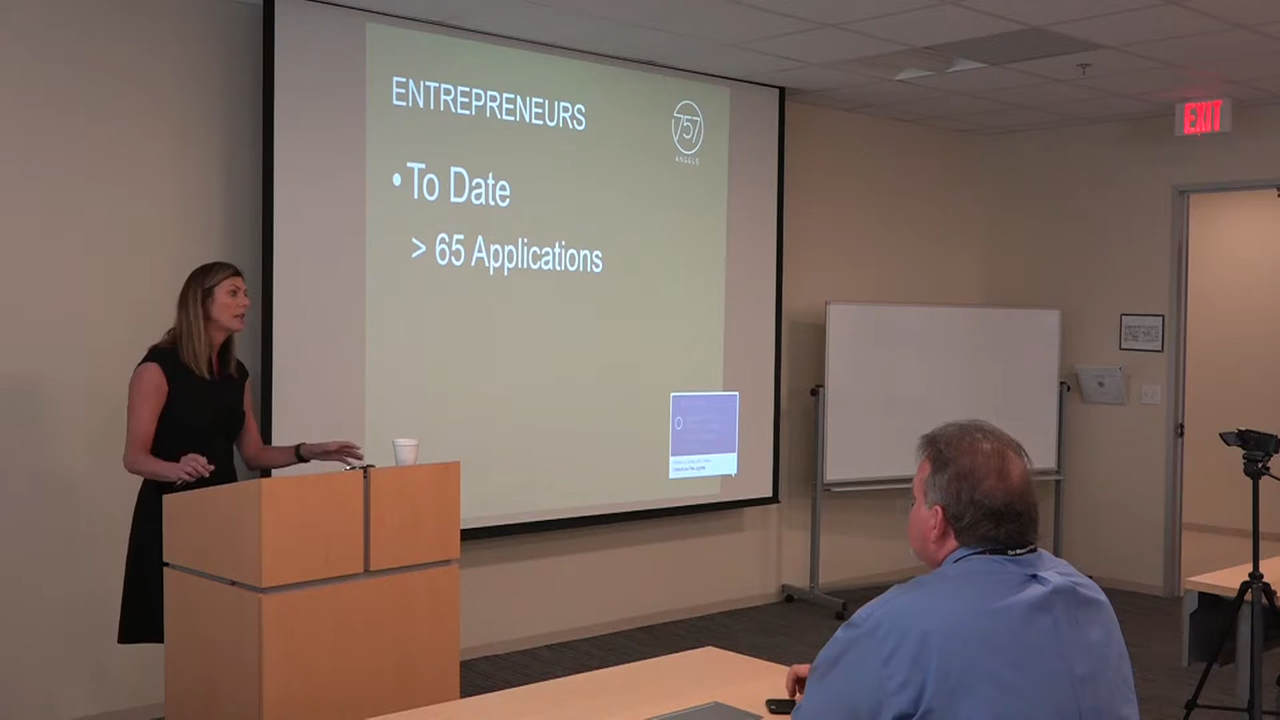 ENTREPRENEURS
757
ANGELS
•To Date
> 65 Applications
EXIT